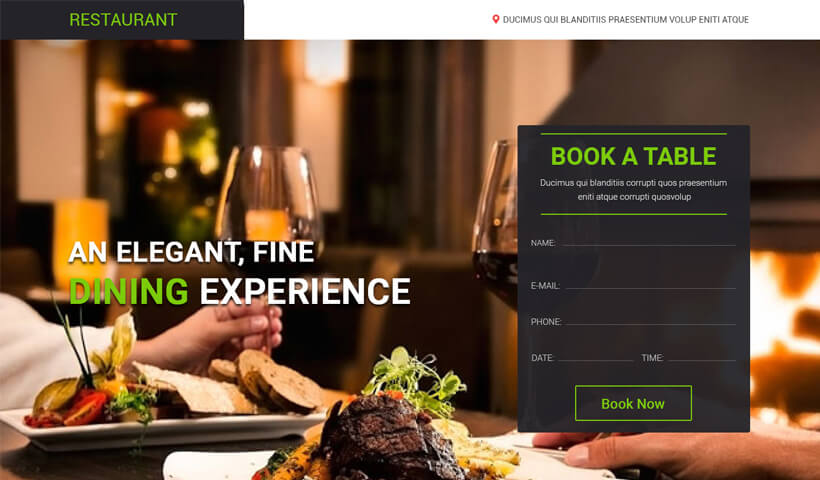 RESTAURANT
DUCIMUS QUI BLANDITIIS PRAESENTIUM VOLUP ENITI ATQUE
AN ELEGANT, FINE
DINING EXPERIENCE
BOOK A TABLE
Ducimus qui blanditiis corrupti quos praesentium
eniti atque corrupti quosvolup
NAME:
E-MAIL:
PHONE:
DATE: TIME:
Book Now